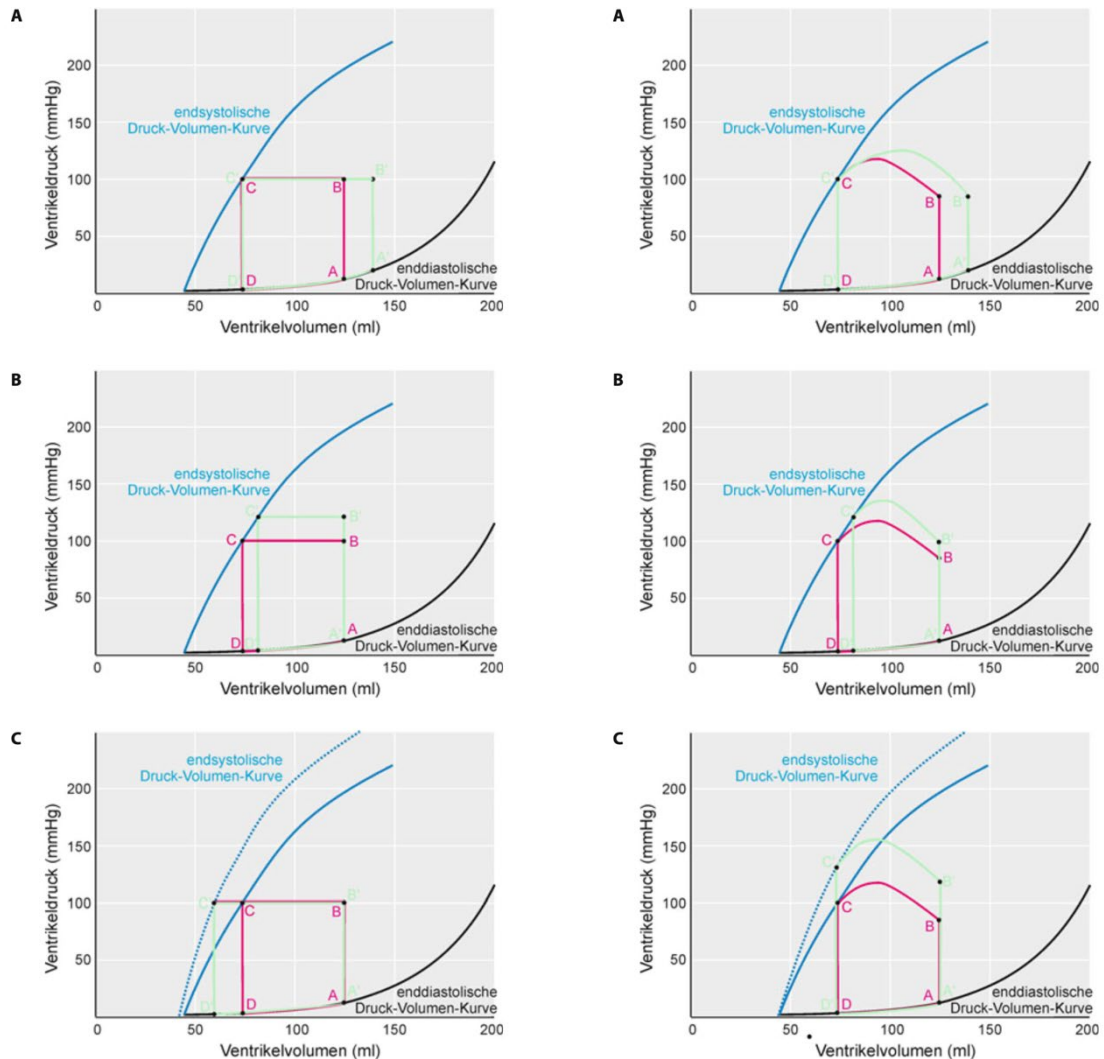 A
Ventrikeldruck (mmHg)
200
150
100
50
endsystolische
Druck-Volumen-Kurve
C'
C
B
B'
D'
D
A
A'
enddiastolische
Druck-Volumen-Kurve
0
50
100
150
200
Ventrikelvolumen (ml)
A
Ventrikeldruck (mmHg)
200
150
100
50
endsystolische
Druck-Volumen-Kurve
C'
C
B
B'
D'
D
A
A'
enddiastolische
Druck-Volumen-Kurve
0
50
100
150
200
Ventrikelvolumen (ml)
B
Ventrikeldruck (mmHg)
200
150
100
50
endsystolische
Druck-Volumen-Kurve
C'
B'
C
B
D
D'
A'
A
enddiastolische
Druck-Volumen-Kurve
0
50
100
150
200
Ventrikelvolumen (ml)
B
Ventrikeldruck (mmHg)
200
150
100
50
endsystolische
Druck-Volumen-Kurve
C'
B'
C
B
D
D'
A'
A
enddiastolische
Druck-Volumen-Kurve
0
50
100
150
200
Ventrikelvolumen (ml)
C
Ventrikeldruck (mmHg)
200
150
100
50
endsystolische
Druck-Volumen-Kurve
C'
C
B
B'
D'
D
A
A'
enddiastolische
Druck-Volumen-Kurve
0
50
100
150
200
Ventrikelvolumen (ml)
C
Ventrikeldruck (mmHg)
200
150
100
50
endsystolische
Druck-Volumen-Kurve
C'
B'
C
B
D'
D
A
A'
enddiastolische
Druck-Volumen-Kurve
0
50
100
150
200
Ventrikelvolumen (ml)